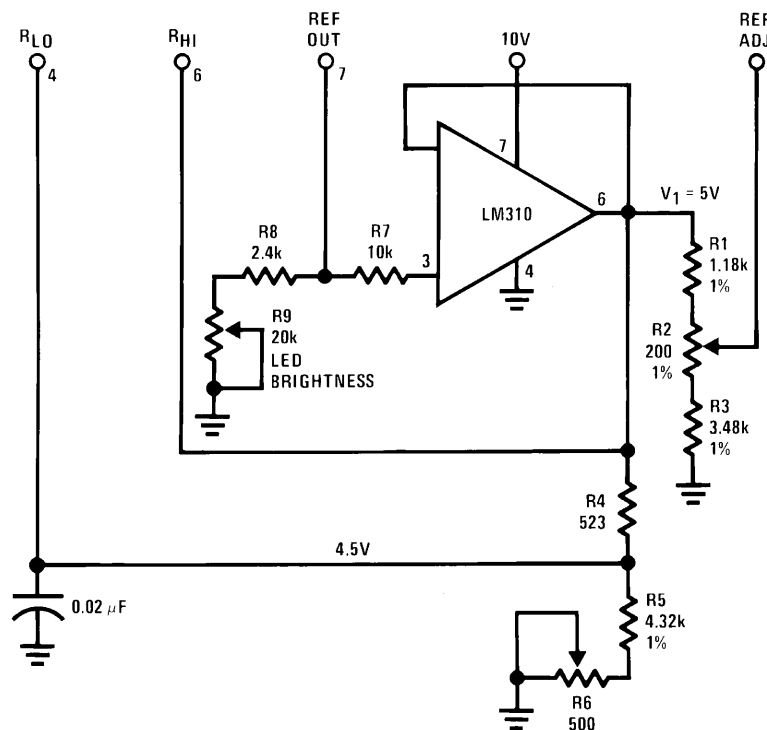 R LO
4
R HI
6
REF
OUT
7
10V
REF
ADJ
7
LM310
6
V1 = 5V
3
4
R8
2.4k
R7
10k
R9
20k
LED
BRIGHTNESS
R1
1.18k
1%
R2
200
1%
R3
3.48k
1%
R4
523
4.5V
0.02 μF
R5
4.32k
1%
R6
500